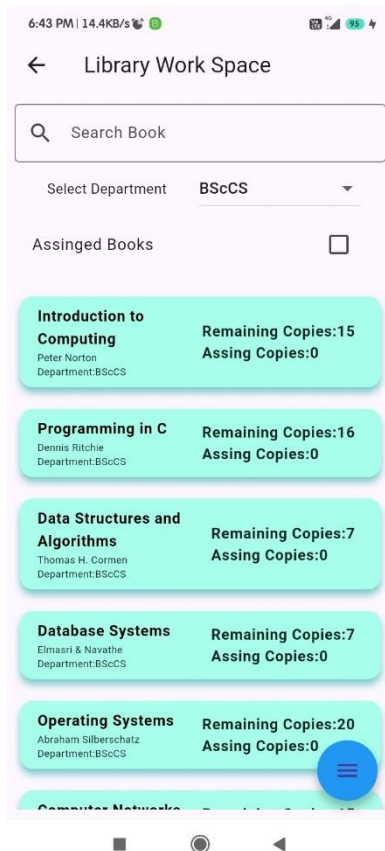 6:43 PM | 14.4KB/s
95
Library Work Space
Search Book
Select Department BScCS
Assinged Books
Introduction to
Computing
Peter Norton
Department:BScCS
Remaining Copies:15
Assing Copies:0
Programming in C
Dennis Ritchie
Department:BScCS
Remaining Copies:16
Assing Copies:0
Data Structures and
Algorithms
Thomas H. Cormen
Department:BScCS
Remaining Copies:7
Assing Copies:0
Database Systems
Elmasri & Navathe
Department:BScCS
Remaining Copies:7
Assing Copies:0
Operating Systems
Abraham Silberschatz
Department:BScCS
Remaining Copies:20
Assing Copies:0
Computer Networks